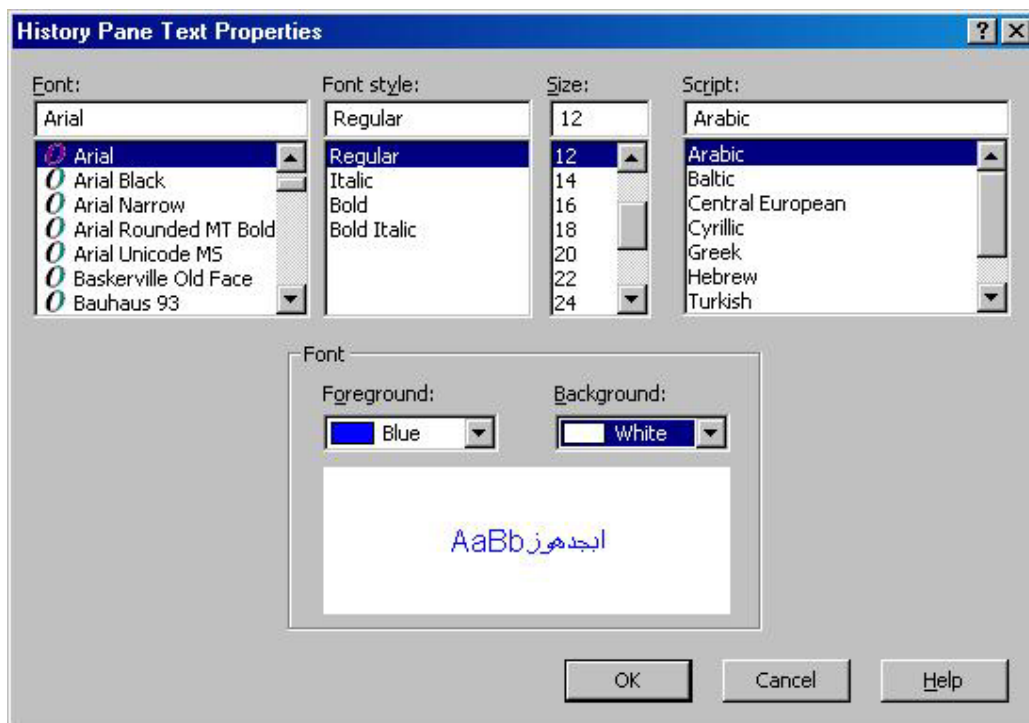 History Pane Text Properties
Font:
Arial
Arial
Arial Black
Arial Narrow
Arial Rounded MT Bold
Arial Unicode MS
Baskerville Old Face
Bauhaus 93
Font style:
Regular
Regular
Italic
Bold
Bold Italic
Size:
12
12
14
16
18
20
22
24
Script:
Arabic
Arabic
Baltic
Central European
Cyrillic
Greek
Hebrew
Turkish
Font
Foreground:
Blue
Background:
White
AaBbابجدهوز
OK
Cancel
Help